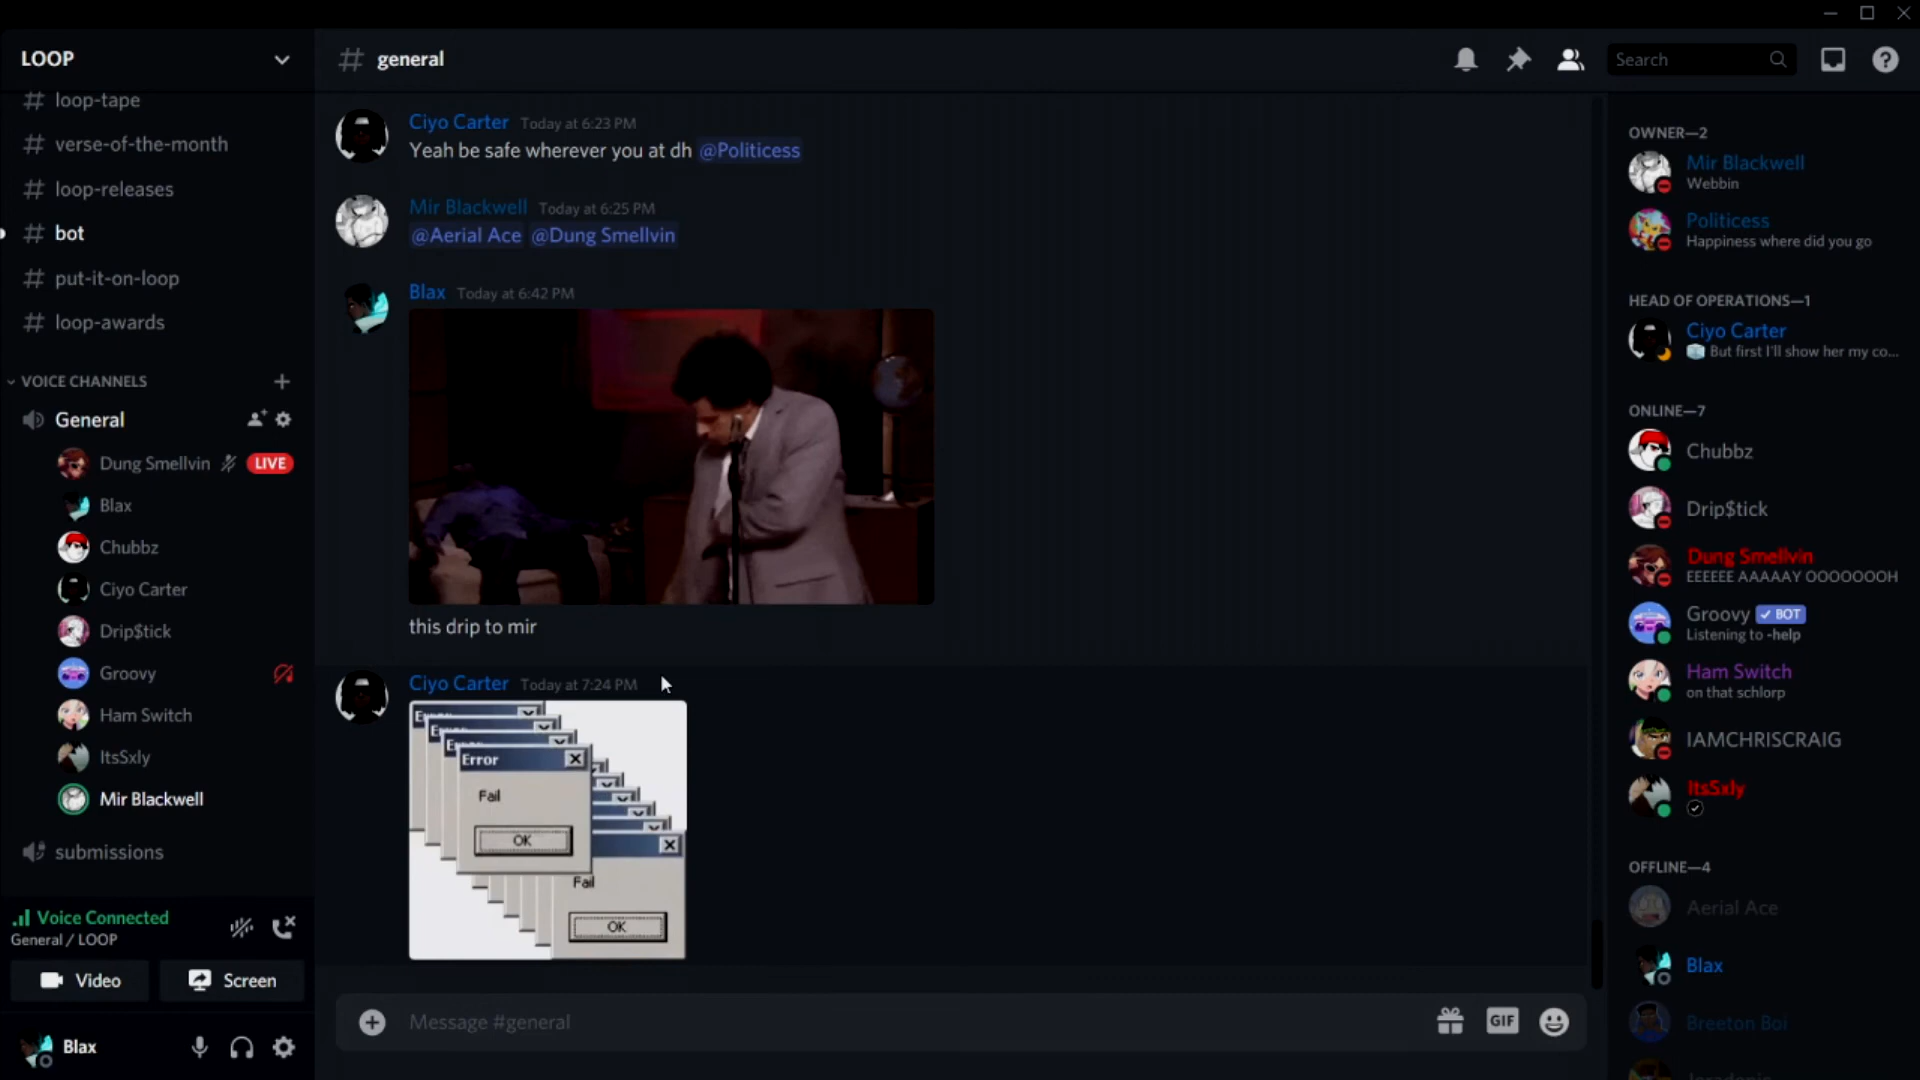 LOOP
# loop-tape
# verse-of-the-month
# loop-releases
# bot
# put-it-on-loop
# loop-awards
VOICE CHANNELS
General
Dung Smellvin LIVE
Blax
Chubbz
Ciyo Carter
Drip$tick
Groovy
Ham Switch
ItsSxly
Mir Blackwell
submissions
Voice Connected
General / LOOP
Video Screen
Blax
# general
Search
Ciyo Carter Today at 6:23 PM
Yeah be safe wherever you at dh @Politicess
Mir Blackwell Today at 6:25 PM
@Aerial Ace @Dung Smellvin
Blax Today at 6:42 PM
this drip to mir
Ciyo Carter Today at 7:24 PM
Error
Fail
OK
Fail
OK
Message #general
GIF
OWNER—2
Mir Blackwell
Webbin
Politicess
Happiness where did you go
HEAD OF OPERATIONS—1
Ciyo Carter
But first I'll show her my co...
ONLINE—7
Chubbz
Drip$tick
Dung Smellvin
EEEEEE AAAAAY OOOOOOOH
Groovy ✓ BOT
Listening to -help
Ham Switch
on that schlorp
IAMCHRISCRAIG
ItsSxly
OFFLINE—4
Aerial Ace
Blax
Breeton Boi